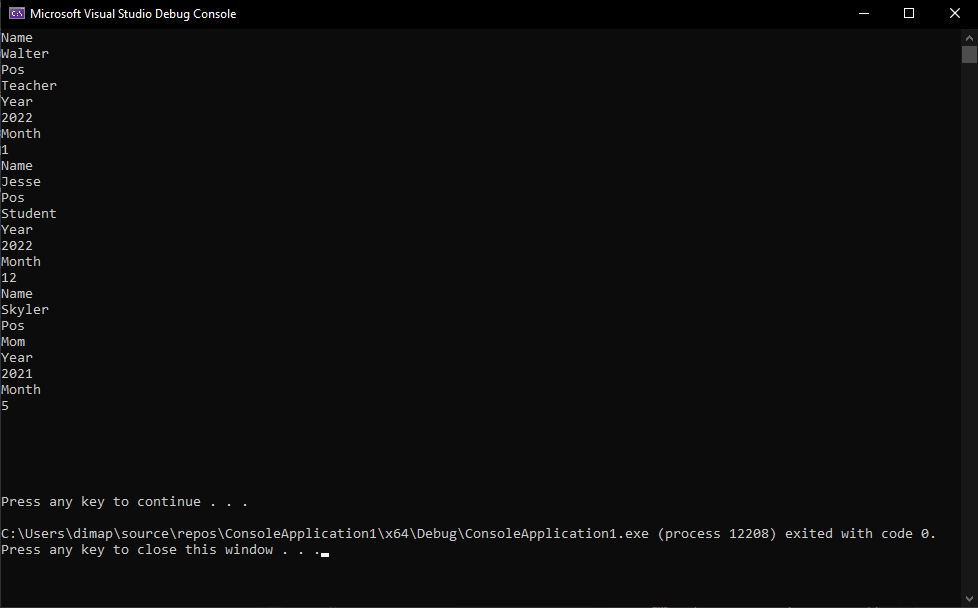 Microsoft Visual Studio Debug Console
Name
Walter
Pos
Teacher
Year
2022
Month
1
Name
Jesse
Pos
Student
Year
2022
Month
12
Name
Skyler
Pos
Mom
Year
2021
Month
5
Press any key to continue . . .
C:\Users\dimap\source\repos\ConsoleApplication1\x64\Debug\ConsoleApplication1.exe (process 12208) exited with code 0.
Press any key to close this window . . .